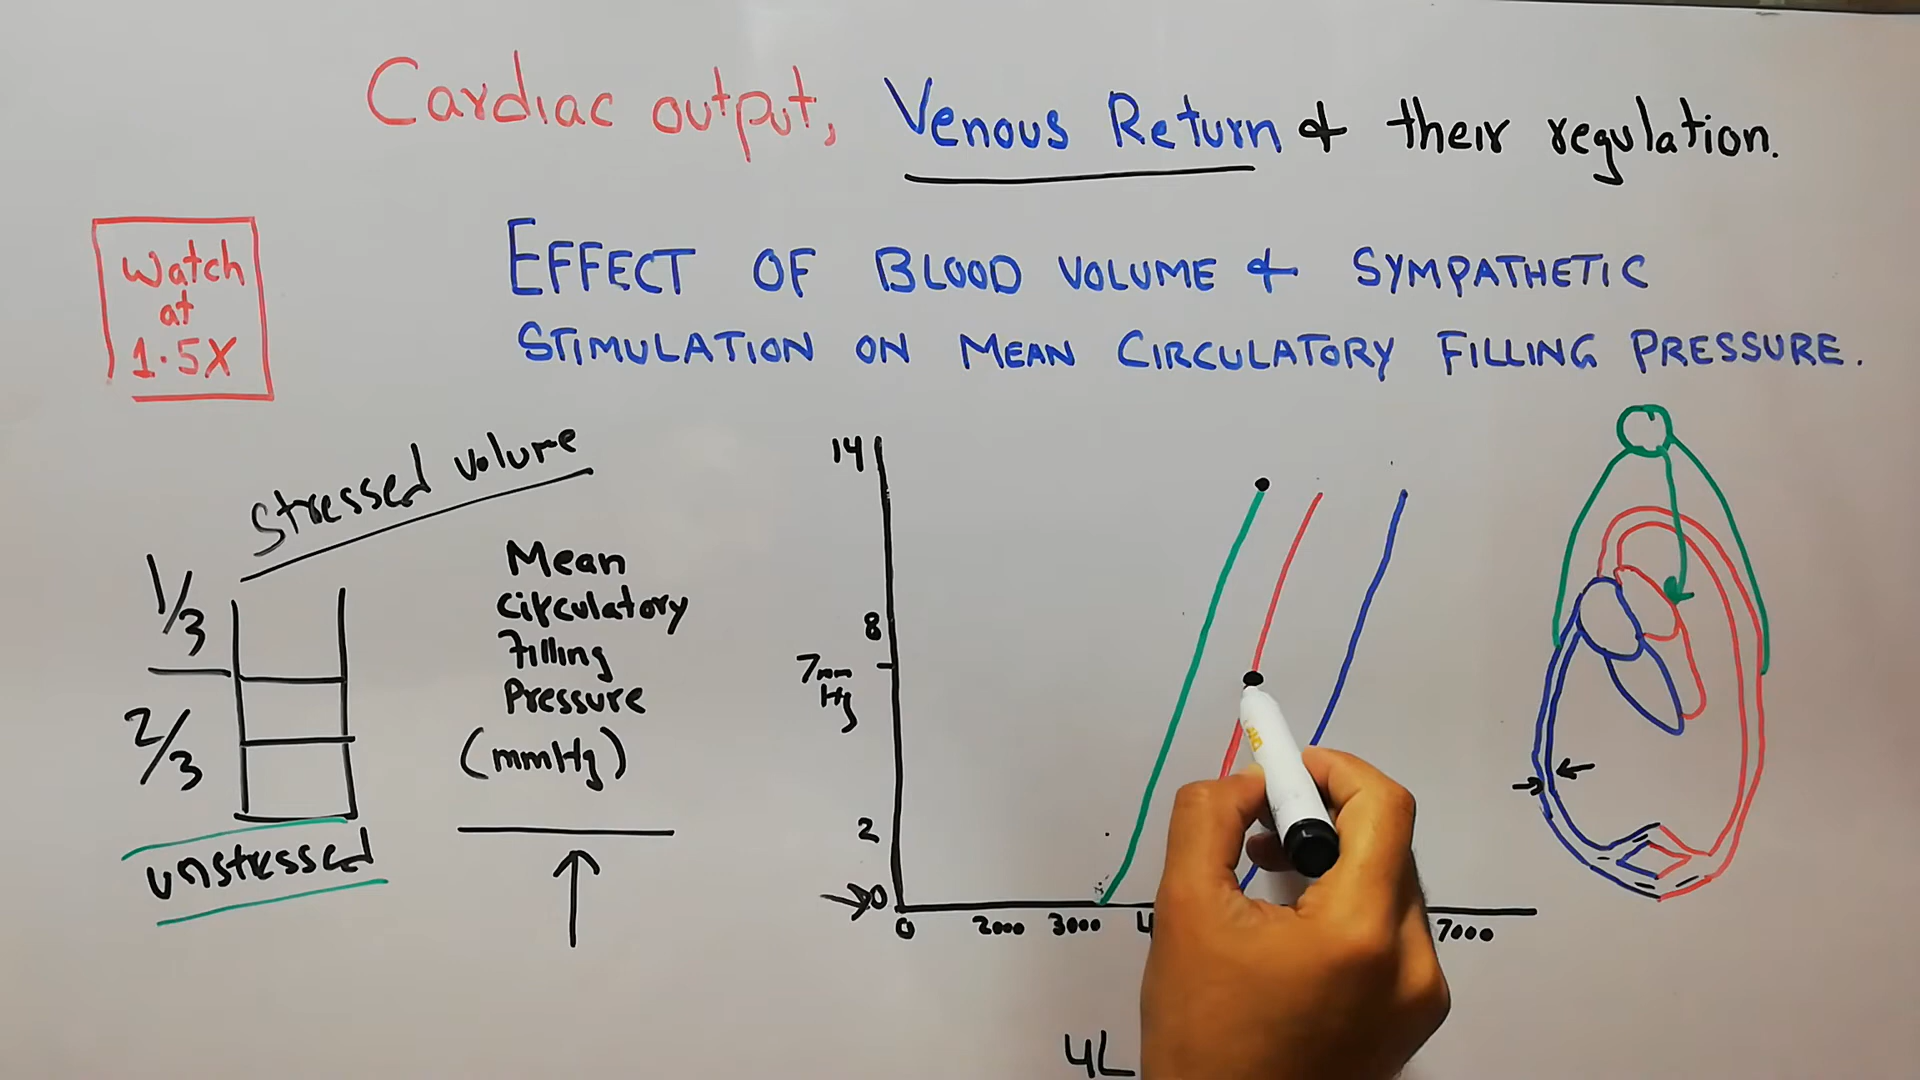 Cardiac output, Venous Return & their regulation.
Watch
at
1.5X
EFFECT OF BLOOD VOLUME & SYMPATHETIC
STIMULATION ON MEAN CIRCULATORY FILLING PRESSURE.
Stressed volume
1/3
2/3
unstressed
Mean
Circulatory
Filling
Pressure
(mmHg)
14
8
7mm
Hg
2
0
0 2000 3000 4 7000
4L